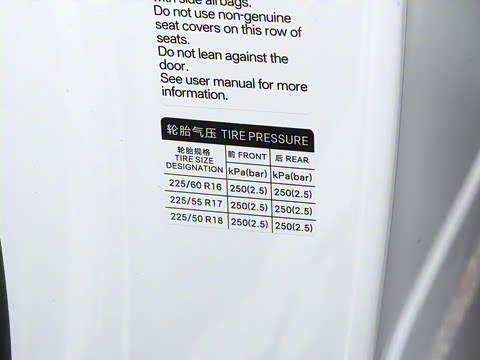 with side airbags.
Do not use non-genuine
seat covers on this row of
seats.
Do not lean against the
door.
See user manual for more
information.
轮胎气压 TIRE PRESSURE
轮胎规格 TIRE SIZE DESIGNATION 前 FRONT 后 REAR
kPa(bar) kPa(bar)
225/60 R16 250(2.5) 250(2.5)
225/55 R17 250(2.5) 250(2.5)
225/50 R18 250(2.5) 250(2.5)